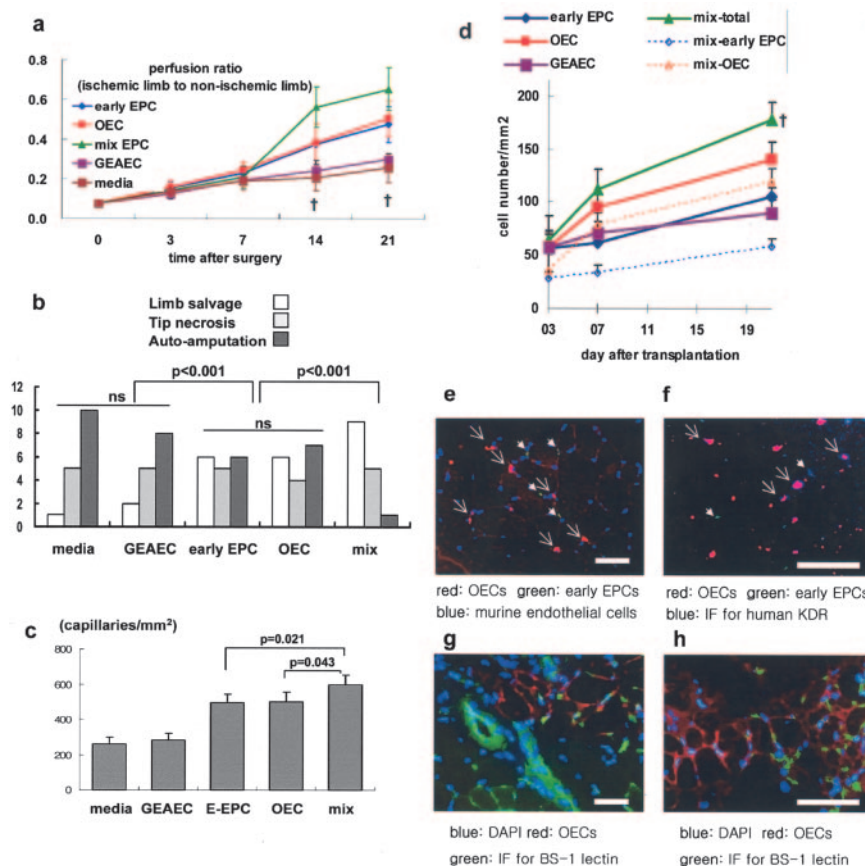 a
perfusion ratio
(ischemic limb to non-ischemic limb)
early EPC
OEC
mix EPC
GEAEC
media
0.8
0.6
0.4
0.2
0.0
0 3 7 14 21
† †
time after surgery
b
Limb salvage
Tip necrosis
Auto-amputation
p<0.001 p<0.001
ns ns
12
10
8
6
4
2
0
media GEAEC early EPC OEC mix
c
(capillaries/mm²)
p=0.021
p=0.043
800
600
400
200
0
media GEAEC E-EPC OEC mix
d
early EPC mix-total
OEC mix-early EPC
GEAEC mix-OEC
cell number/mm2
200
150
100
50
0
†
03 07 11 15 19
day after transplantation
e f
red: OECs green: early EPCs
blue: murine endothelial cells
red: OECs green: early EPCs
blue: IF for human KDR
g h
blue: DAPI red: OECs
green: IF for BS-1 lectin
blue: DAPI red: OECs
green: IF for BS-1 lectin